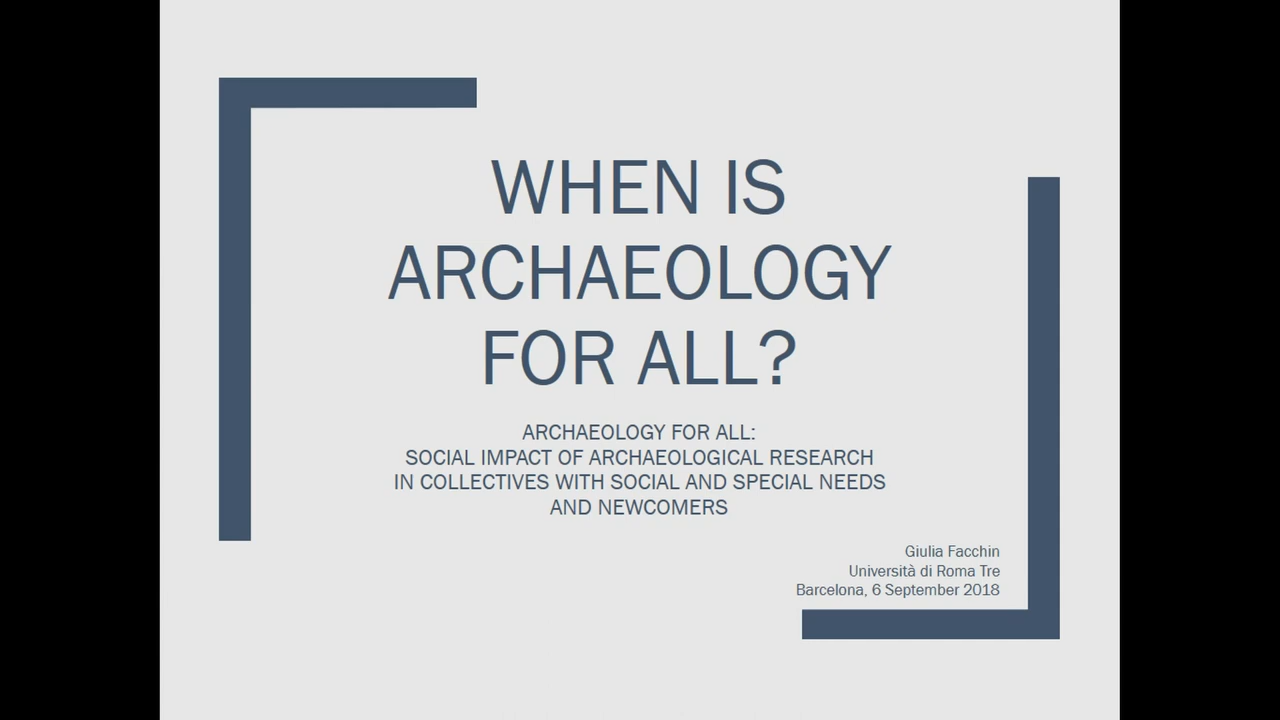 WHEN IS
ARCHAEOLOGY
FOR ALL?
ARCHAEOLOGY FOR ALL:
SOCIAL IMPACT OF ARCHAEOLOGICAL RESEARCH
IN COLLECTIVES WITH SOCIAL AND SPECIAL NEEDS
AND NEWCOMERS
Giulia Facchin
Università di Roma Tre
Barcelona, 6 September 2018